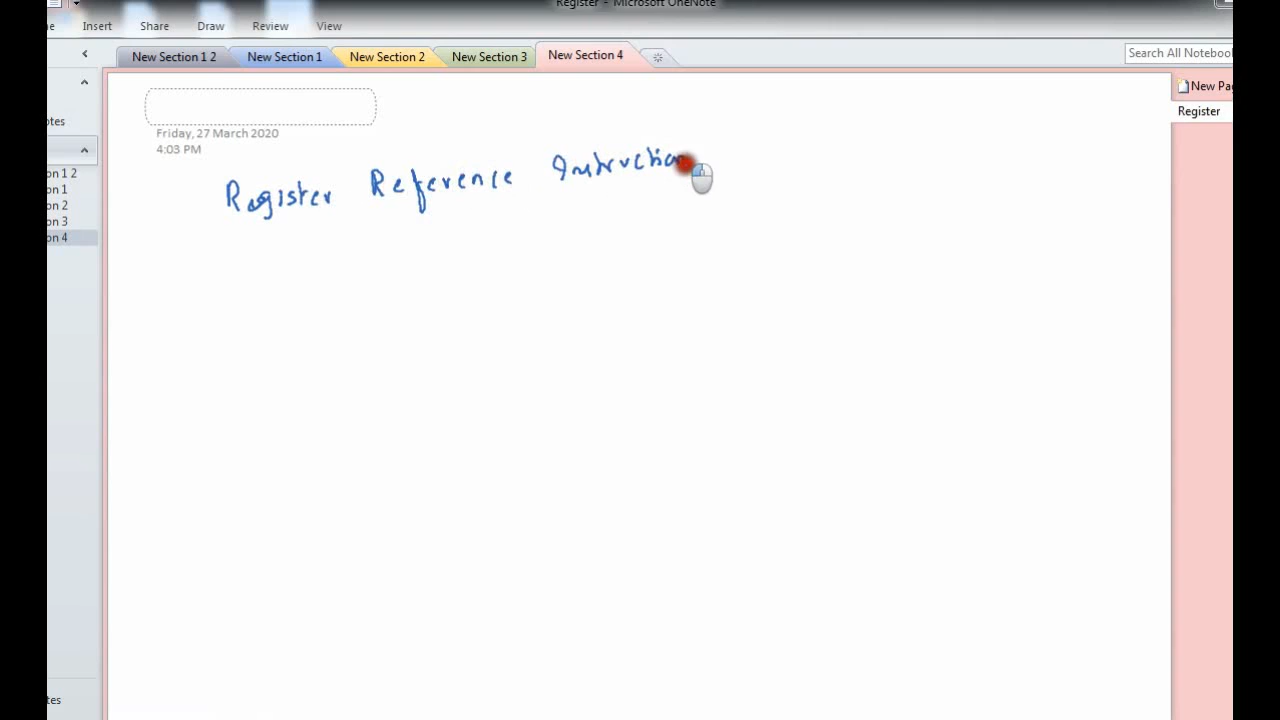 Register - Microsoft OneNote
Insert Share Draw Review View
New Section 1 2 New Section 1 New Section 2 New Section 3 New Section 4
Search All Notebo
New Pa
Register
Friday, 27 March 2020
4:03 PM
otes
on 1 2
on 1
on 2
on 3
on 4
Register Reference Instruction
otes